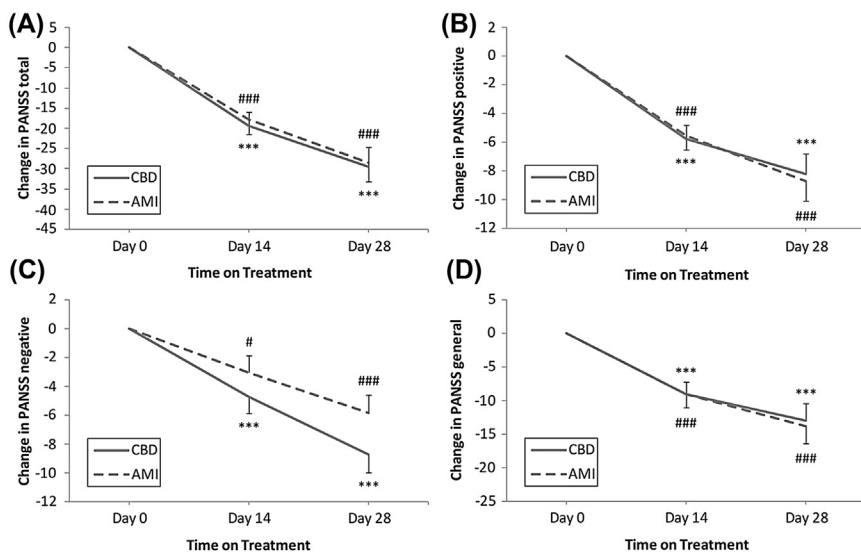 (A)
Change in PANSS total
5
0
-5
-10
-15
-20
-25
-30
-35
-40
-45
###
***
###
***
CBD
AMI
Day 0 Day 14 Day 28
Time on Treatment
(B)
Change in PANSS positive
2
0
-2
-4
-6
-8
-10
-12
###
***
***
###
CBD
AMI
Day 0 Day 14 Day 28
Time on Treatment
(C)
Change in PANSS negative
2
0
-2
-4
-6
-8
-10
-12
#
***
###
***
CBD
AMI
Day 0 Day 14 Day 28
Time on Treatment
(D)
Change in PANSS general
5
0
-5
-10
-15
-20
-25
***
###
***
###
CBD
AMI
Day 0 Day 14 Day 28
Time on Treatment